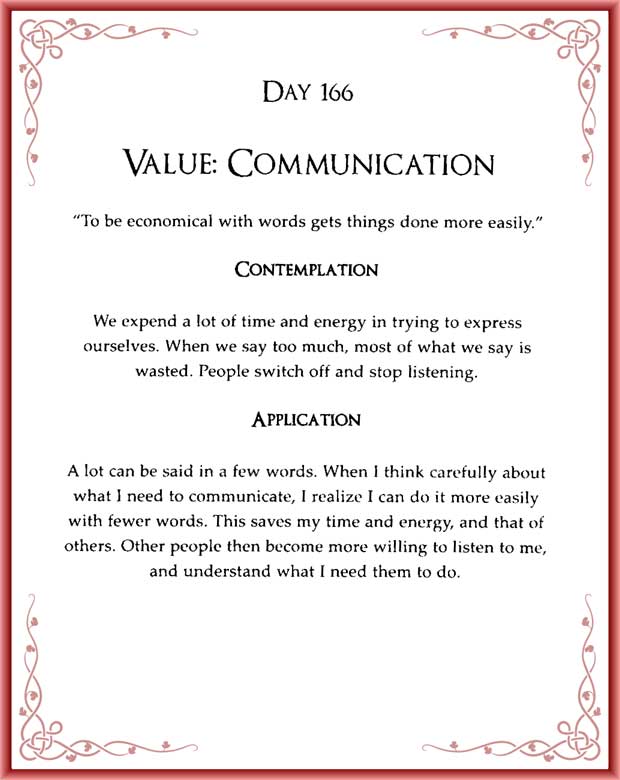 Day 166
Value: Communication
“To be economical with words gets things done more easily.”
Contemplation
We expend a lot of time and energy in trying to express
ourselves. When we say too much, most of what we say is
wasted. People switch off and stop listening.
Application
A lot can be said in a few words. When I think carefully about
what I need to communicate, I realize I can do it more easily
with fewer words. This saves my time and energy, and that of
others. Other people then become more willing to listen to me,
and understand what I need them to do.